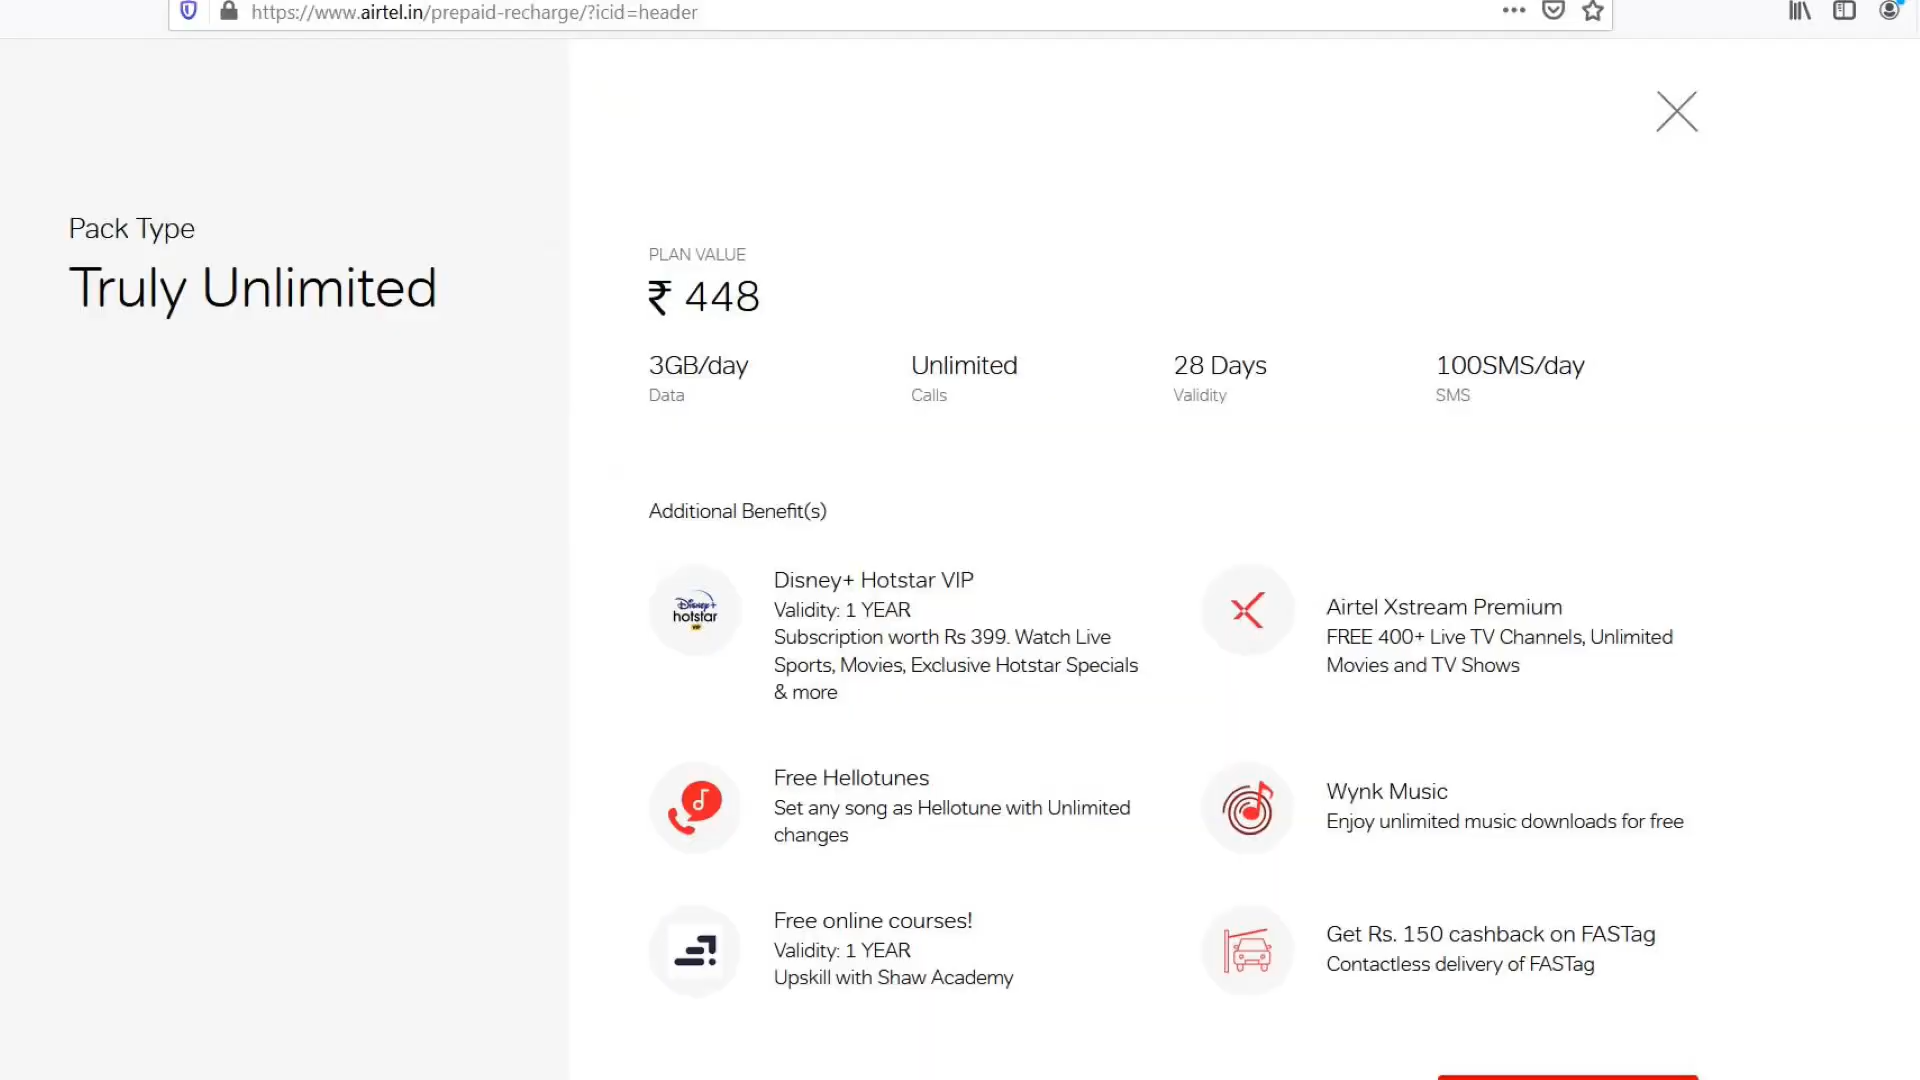 https://www.airtel.in/prepaid-recharge/?icid=header
Pack Type
Truly Unlimited
PLAN VALUE
₹ 448
3GB/day
Data
Unlimited
Calls
28 Days
Validity
100SMS/day
SMS
Additional Benefit(s)
Disney+
hotstar
VIP
Disney+ Hotstar VIP
Validity: 1 YEAR
Subscription worth Rs 399. Watch Live
Sports, Movies, Exclusive Hotstar Specials
& more
Airtel Xstream Premium
FREE 400+ Live TV Channels, Unlimited
Movies and TV Shows
Free Hellotunes
Set any song as Hellotune with Unlimited
changes
Wynk Music
Enjoy unlimited music downloads for free
Free online courses!
Validity: 1 YEAR
Upskill with Shaw Academy
Get Rs. 150 cashback on FASTag
Contactless delivery of FASTag